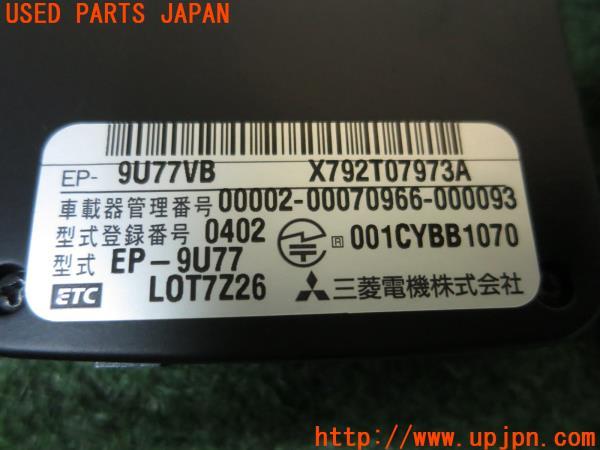 USED PARTS JAPAN
EP- 9U77VB X792T07973A
車載器管理番号 00002-00070966-000093
型式登録番号 0402 R 001CYBB1070
型式 EP-9U77
ETC LOT7Z26 三菱電機株式会社
UPJ www.upjpn.com